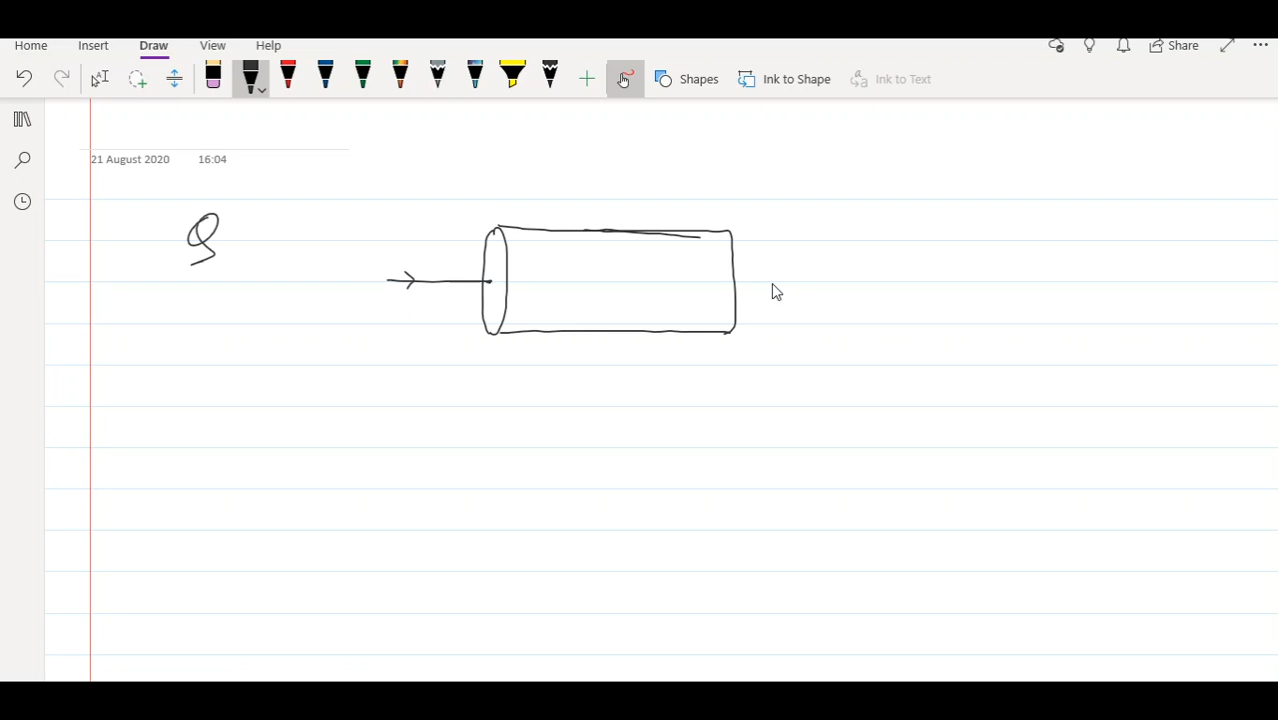 Home Insert Draw View Help
Share
Shapes Ink to Shape Ink to Text
21 August 2020 16:04